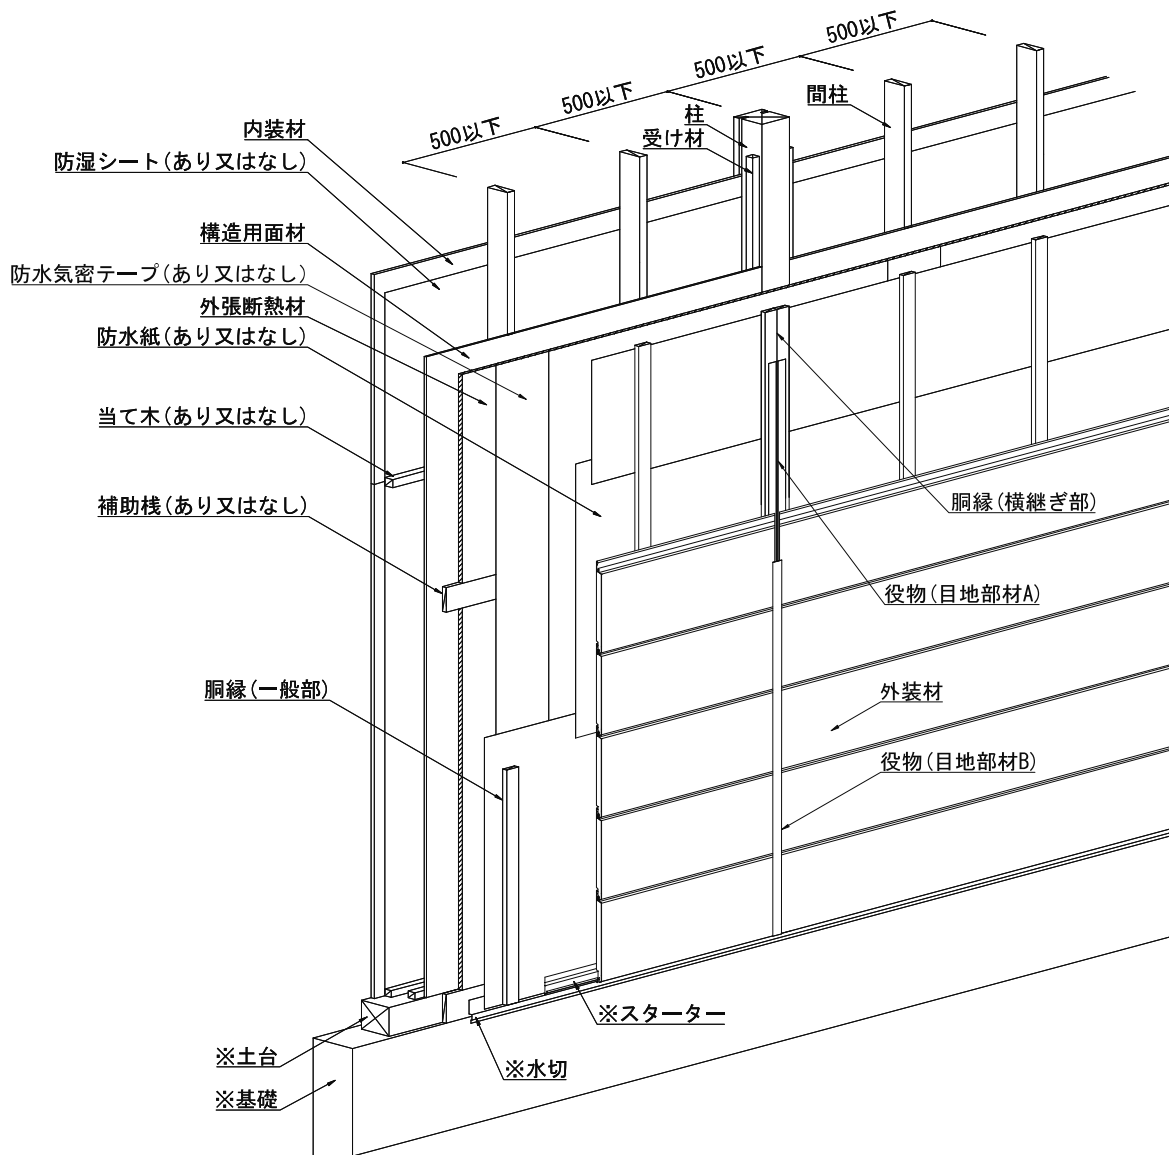 500以下
500以下
500以下
500以下
間柱
柱
受け材
内装材
防湿シート(あり又はなし)
構造用面材
防水気密テープ(あり又はなし)
外張断熱材
防水紙(あり又はなし)
当て木(あり又はなし)
補助桟(あり又はなし)
胴縁(横継ぎ部)
役物(目地部材A)
胴縁(一般部)
外装材
役物(目地部材B)
※スターター
※土台
※水切
※基礎